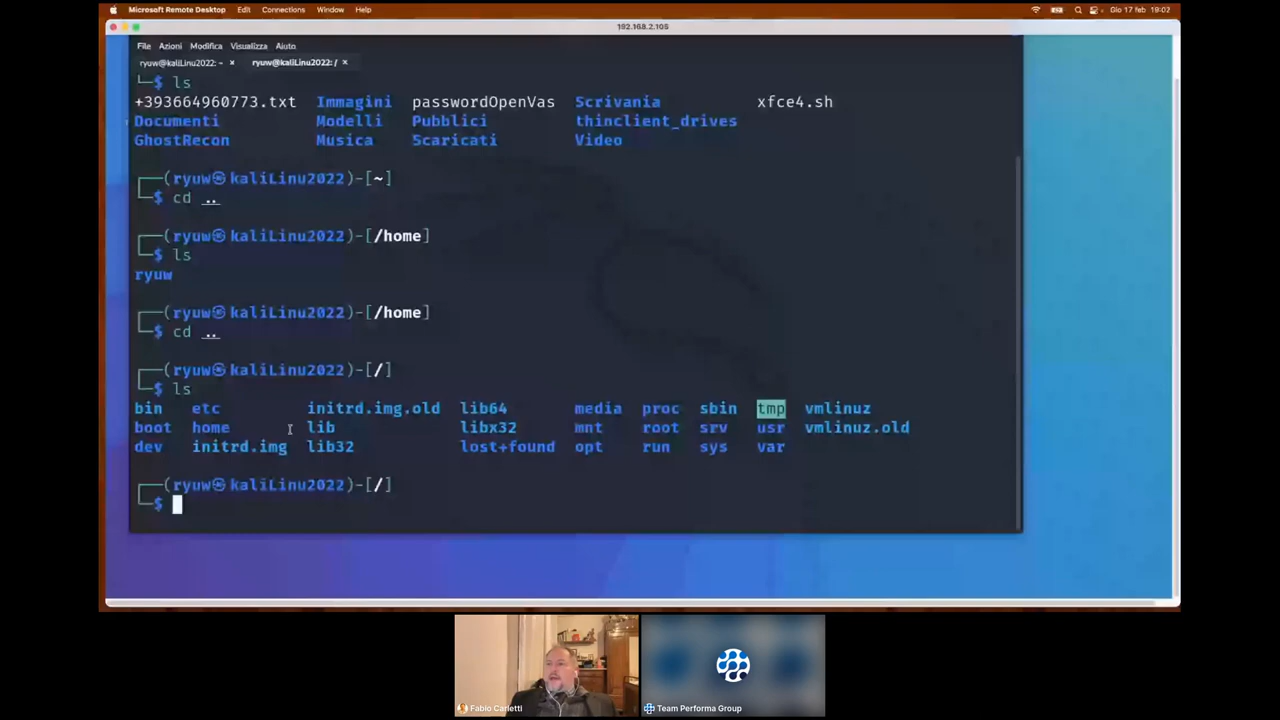 Microsoft Remote Desktop Edit Connections Window Help Gio 17 feb 19:02
192.168.2.105
File Azioni Modifica Visualizza Aiuto
ryuw@kaliLinu2022: ~ × ryuw@kaliLinu2022: / ×
└─$ ls
+393664960773.txt Immagini passwordOpenVas Scrivania xfce4.sh
Documenti Modelli Pubblici thinclient_drives
GhostRecon Musica Scaricati Video
┌──(ryuw㉿kaliLinu2022)-[~]
└─$ cd ..
┌──(ryuw㉿kaliLinu2022)-[/home]
└─$ ls
ryuw
┌──(ryuw㉿kaliLinu2022)-[/home]
└─$ cd ..
┌──(ryuw㉿kaliLinu2022)-[/]
└─$ ls
bin etc initrd.img.old lib64 media proc sbin tmp vmlinuz
boot home lib libx32 mnt root srv usr vmlinuz.old
dev initrd.img lib32 lost+found opt run sys var
┌──(ryuw㉿kaliLinu2022)-[/]
└─$
Fabio Carletti Team Performa Group